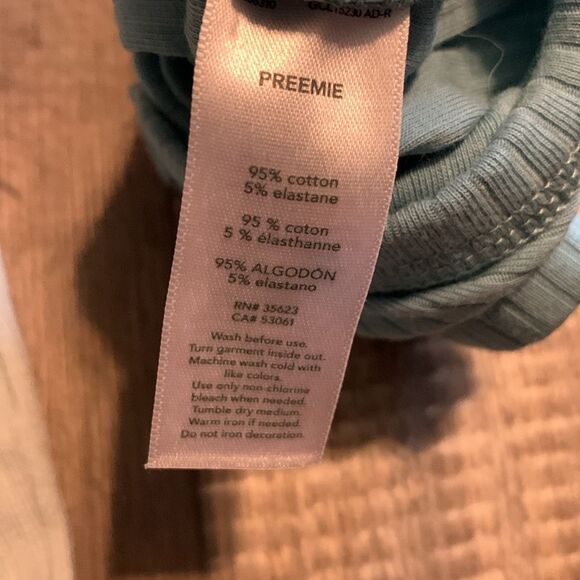 GCL15230 AD-R
PREEMIE
95% cotton
5% elastane
95 % coton
5 % élasthanne
95% ALGODÓN
5% elastano
RN# 35623
CA# 53061
Wash before use.
Turn garment inside out.
Machine wash cold with
like colors.
Use only non-chlorine
bleach when needed.
Tumble dry medium.
Warm iron if needed.
Do not iron decoration.